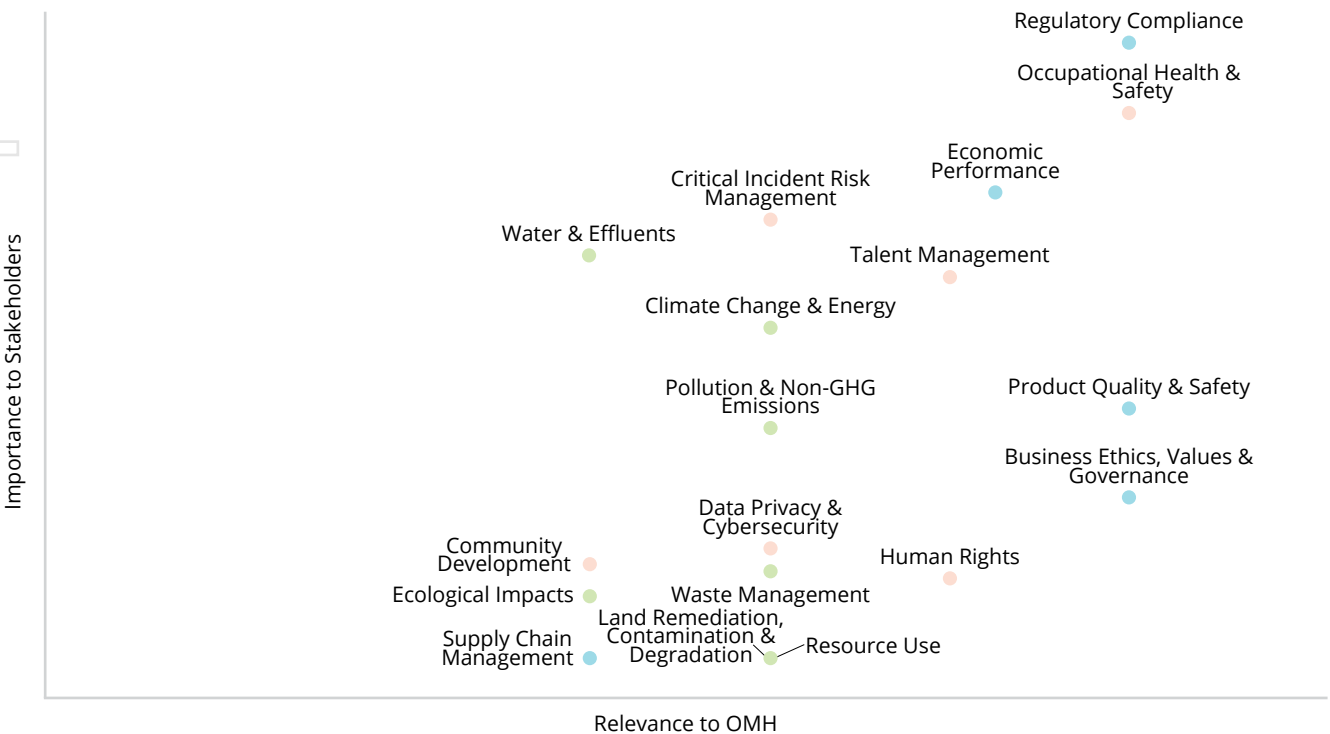 Regulatory Compliance
Occupational Health &
Safety
Economic
Performance
Critical Incident Risk
Management
Water & Effluents
Talent Management
Climate Change & Energy
Pollution & Non-GHG
Emissions
Product Quality & Safety
Business Ethics, Values &
Governance
Data Privacy &
Cybersecurity
Community
Development
Human Rights
Ecological Impacts
Waste Management
Land Remediation,
Contamination &
Degradation
Resource Use
Supply Chain
Management
Importance to Stakeholders
Relevance to OMH